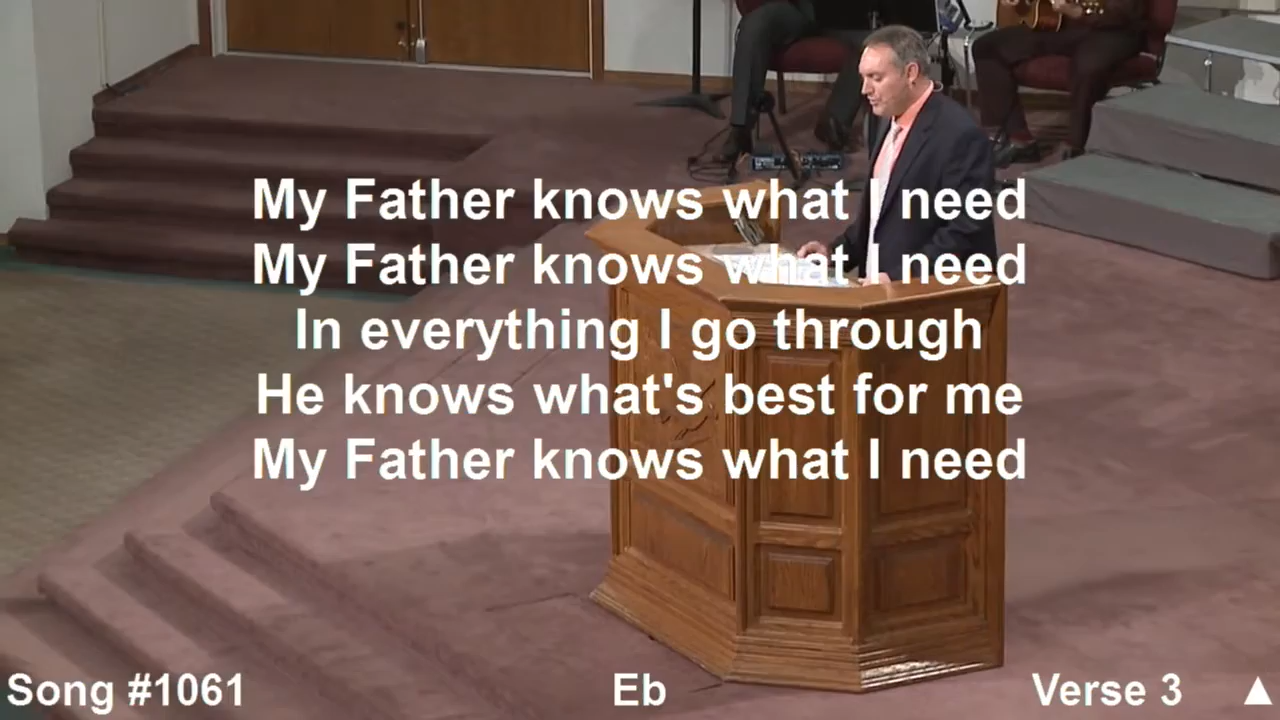 My Father knows what I need
My Father knows what I need
In everything I go through
He knows what's best for me
My Father knows what I need
Song #1061
Eb
Verse 3 ▲